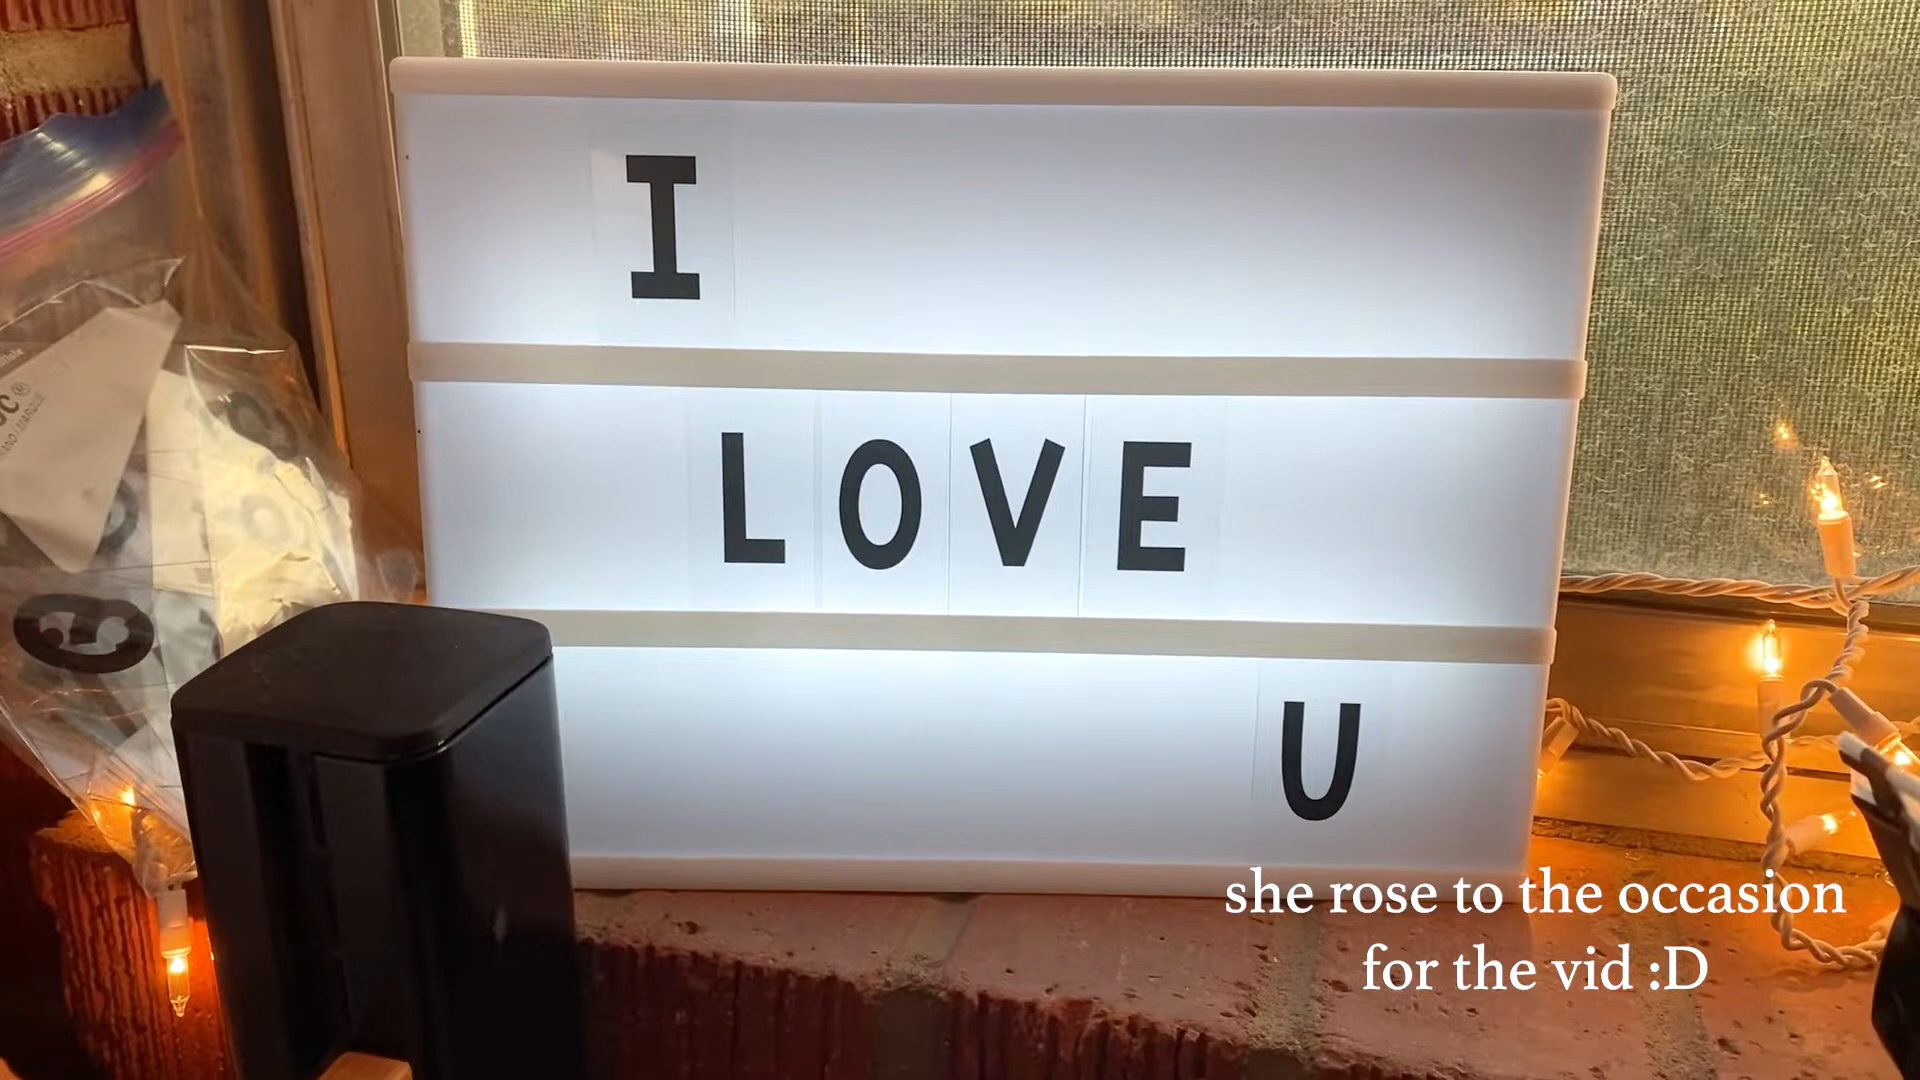 I
LOVE
U
she rose to the occasion
for the vid :D